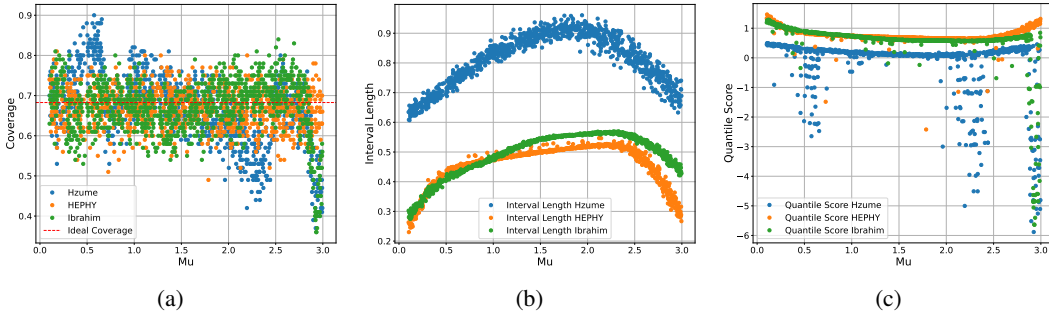 0.9
0.8
0.7
0.6
0.5
0.4
Coverage
Hzume
HEPHY
Ibrahim
Ideal Coverage
0.0 0.5 1.0 1.5 2.0 2.5 3.0
Mu
(a)
0.9
0.8
0.7
0.6
0.5
0.4
0.3
0.2
Interval Length
Interval Length Hzume
Interval Length HEPHY
Interval Length Ibrahim
0.0 0.5 1.0 1.5 2.0 2.5 3.0
Mu
(b)
1
0
−1
−2
−3
−4
−5
−6
Quantile Score
Quantile Score Hzume
Quantile Score HEPHY
Quantile Score Ibrahim
0.0 0.5 1.0 1.5 2.0 2.5 3.0
Mu
(c)